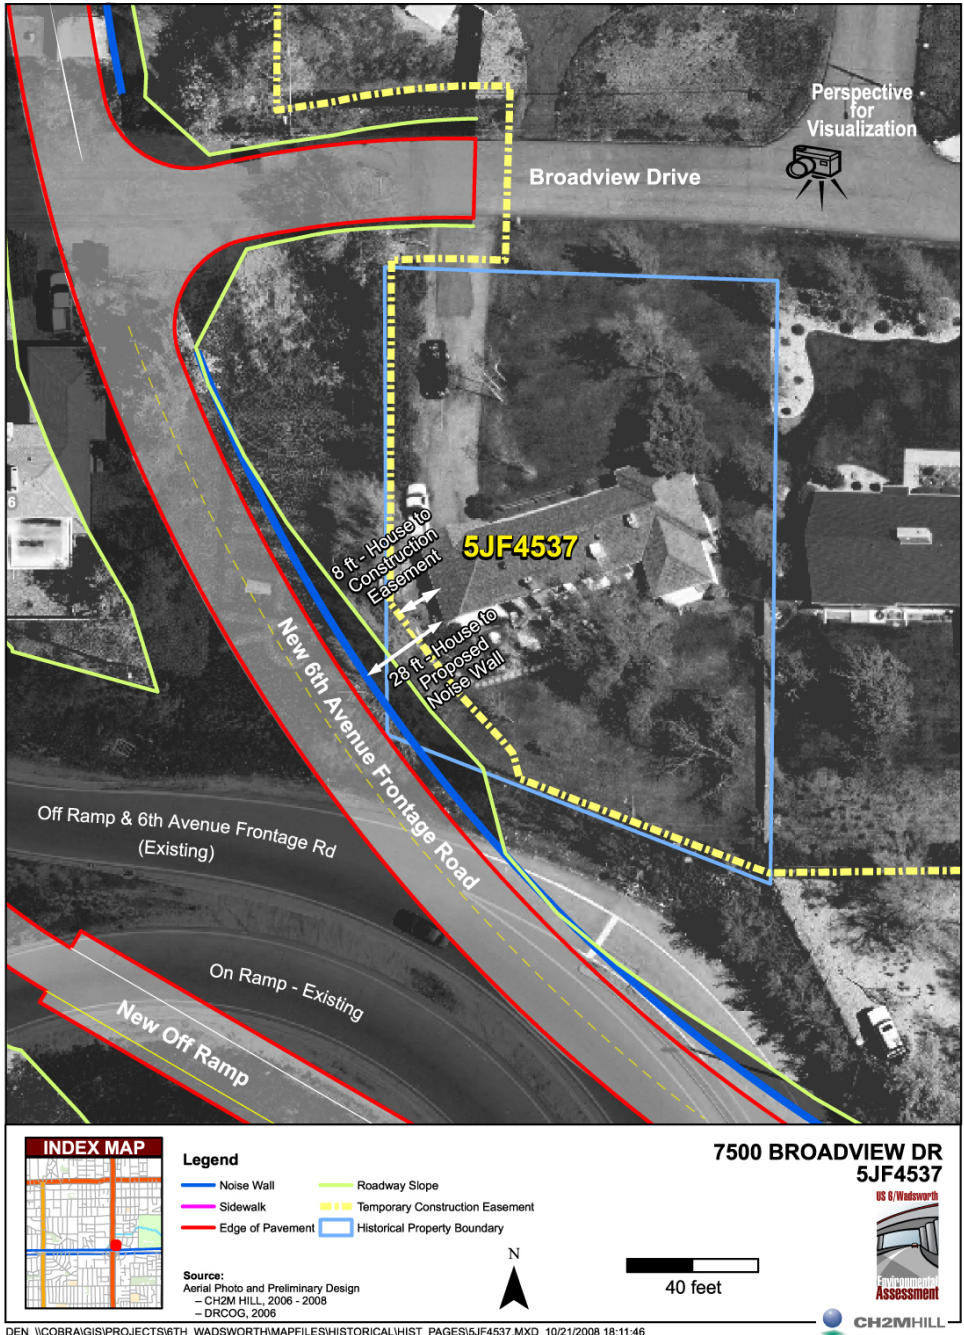 Perspective
for
Visualization
Broadview Drive
5JF4537
8 ft - House to
Construction
Easement
28 ft - House to
Proposed
Noise Wall
New 6th Avenue Frontage Road
Off Ramp & 6th Avenue Frontage Rd
(Existing)
On Ramp - Existing
New Off Ramp
6
INDEX MAP
Legend
Noise Wall
Sidewalk
Edge of Pavement
Roadway Slope
Temporary Construction Easement
Historical Property Boundary
Source:
Aerial Photo and Preliminary Design
– CH2M HILL, 2006 - 2008
– DRCOG, 2006
N
40 feet
7500 BROADVIEW DR
5JF4537
US 6/Wadsworth
Environmental
Assessment
CH2MHILL
DEN \\COBRA\GIS\PROJECTS\6TH_WADSWORTH\MAPFILES\HISTORICAL\HIST_PAGES\5JF4537.MXD 10/21/2008 18:11:46